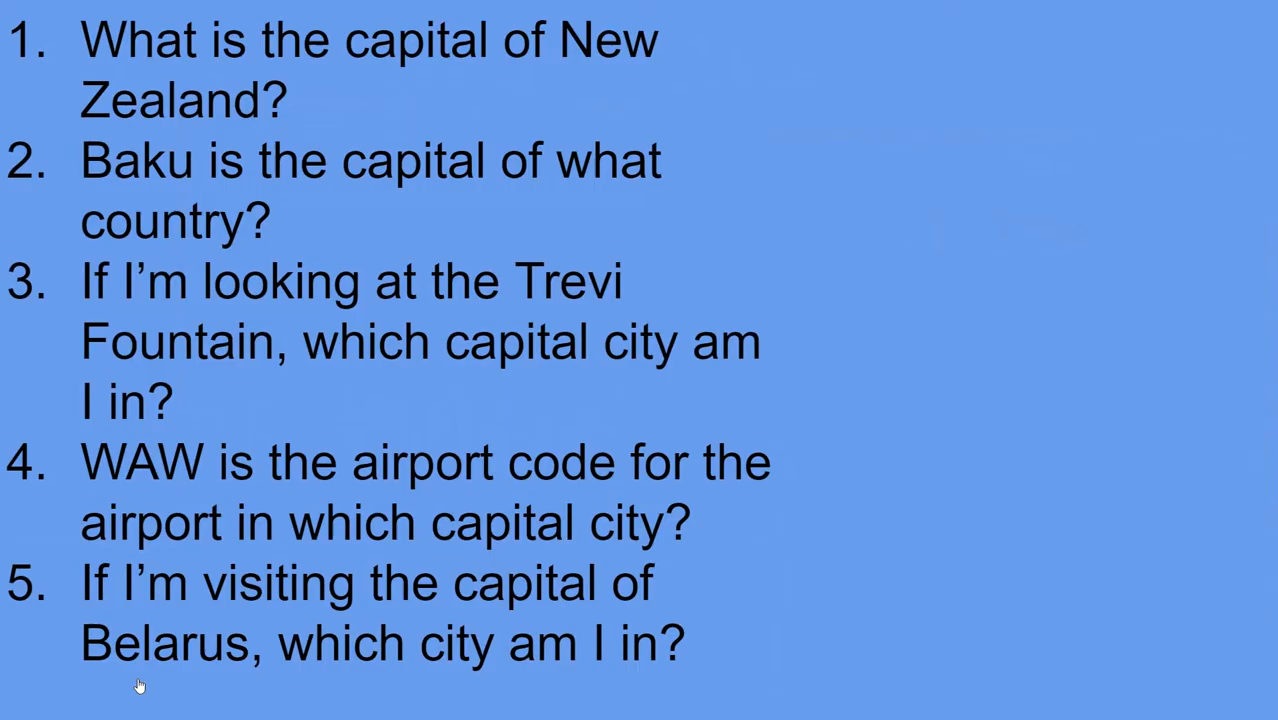 1. What is the capital of New
Zealand?
2. Baku is the capital of what
country?
3. If I’m looking at the Trevi
Fountain, which capital city am
I in?
4. WAW is the airport code for the
airport in which capital city?
5. If I’m visiting the capital of
Belarus, which city am I in?